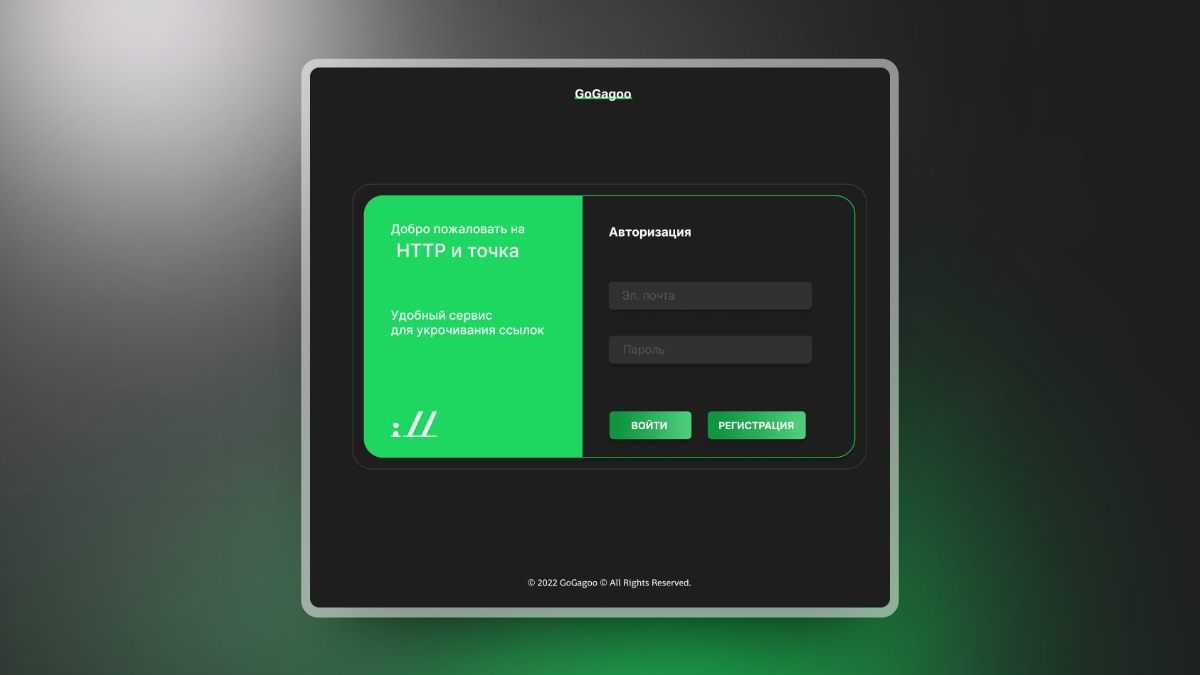 GoGagoo
Добро пожаловать на
HTTP и точка
Удобный сервис
для укрочивания ссылок
://
Авторизация
Эл. почта
Пароль
ВОЙТИ
РЕГИСТРАЦИЯ
© 2022 GoGagoo © All Rights Reserved.